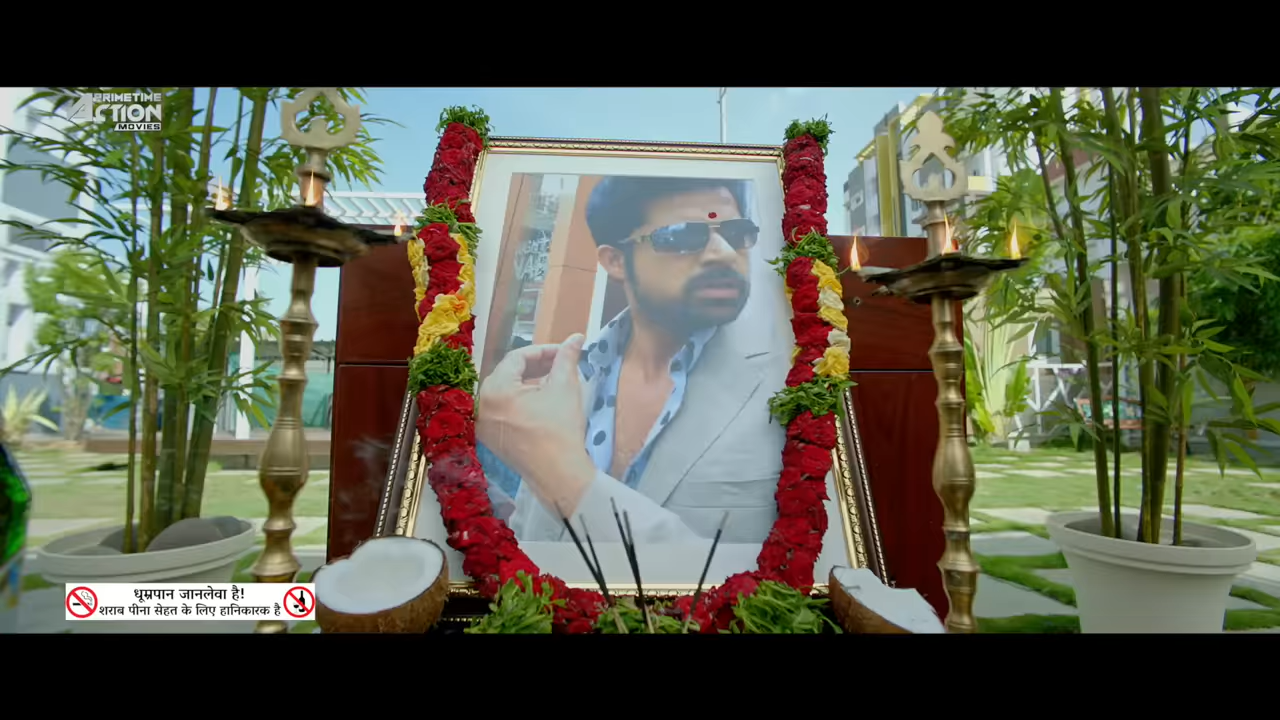 PRIMETIME
ACTION
MOVIES
धूम्रपान जानलेवा है!
शराब पीना सेहत के लिए हानिकारक है